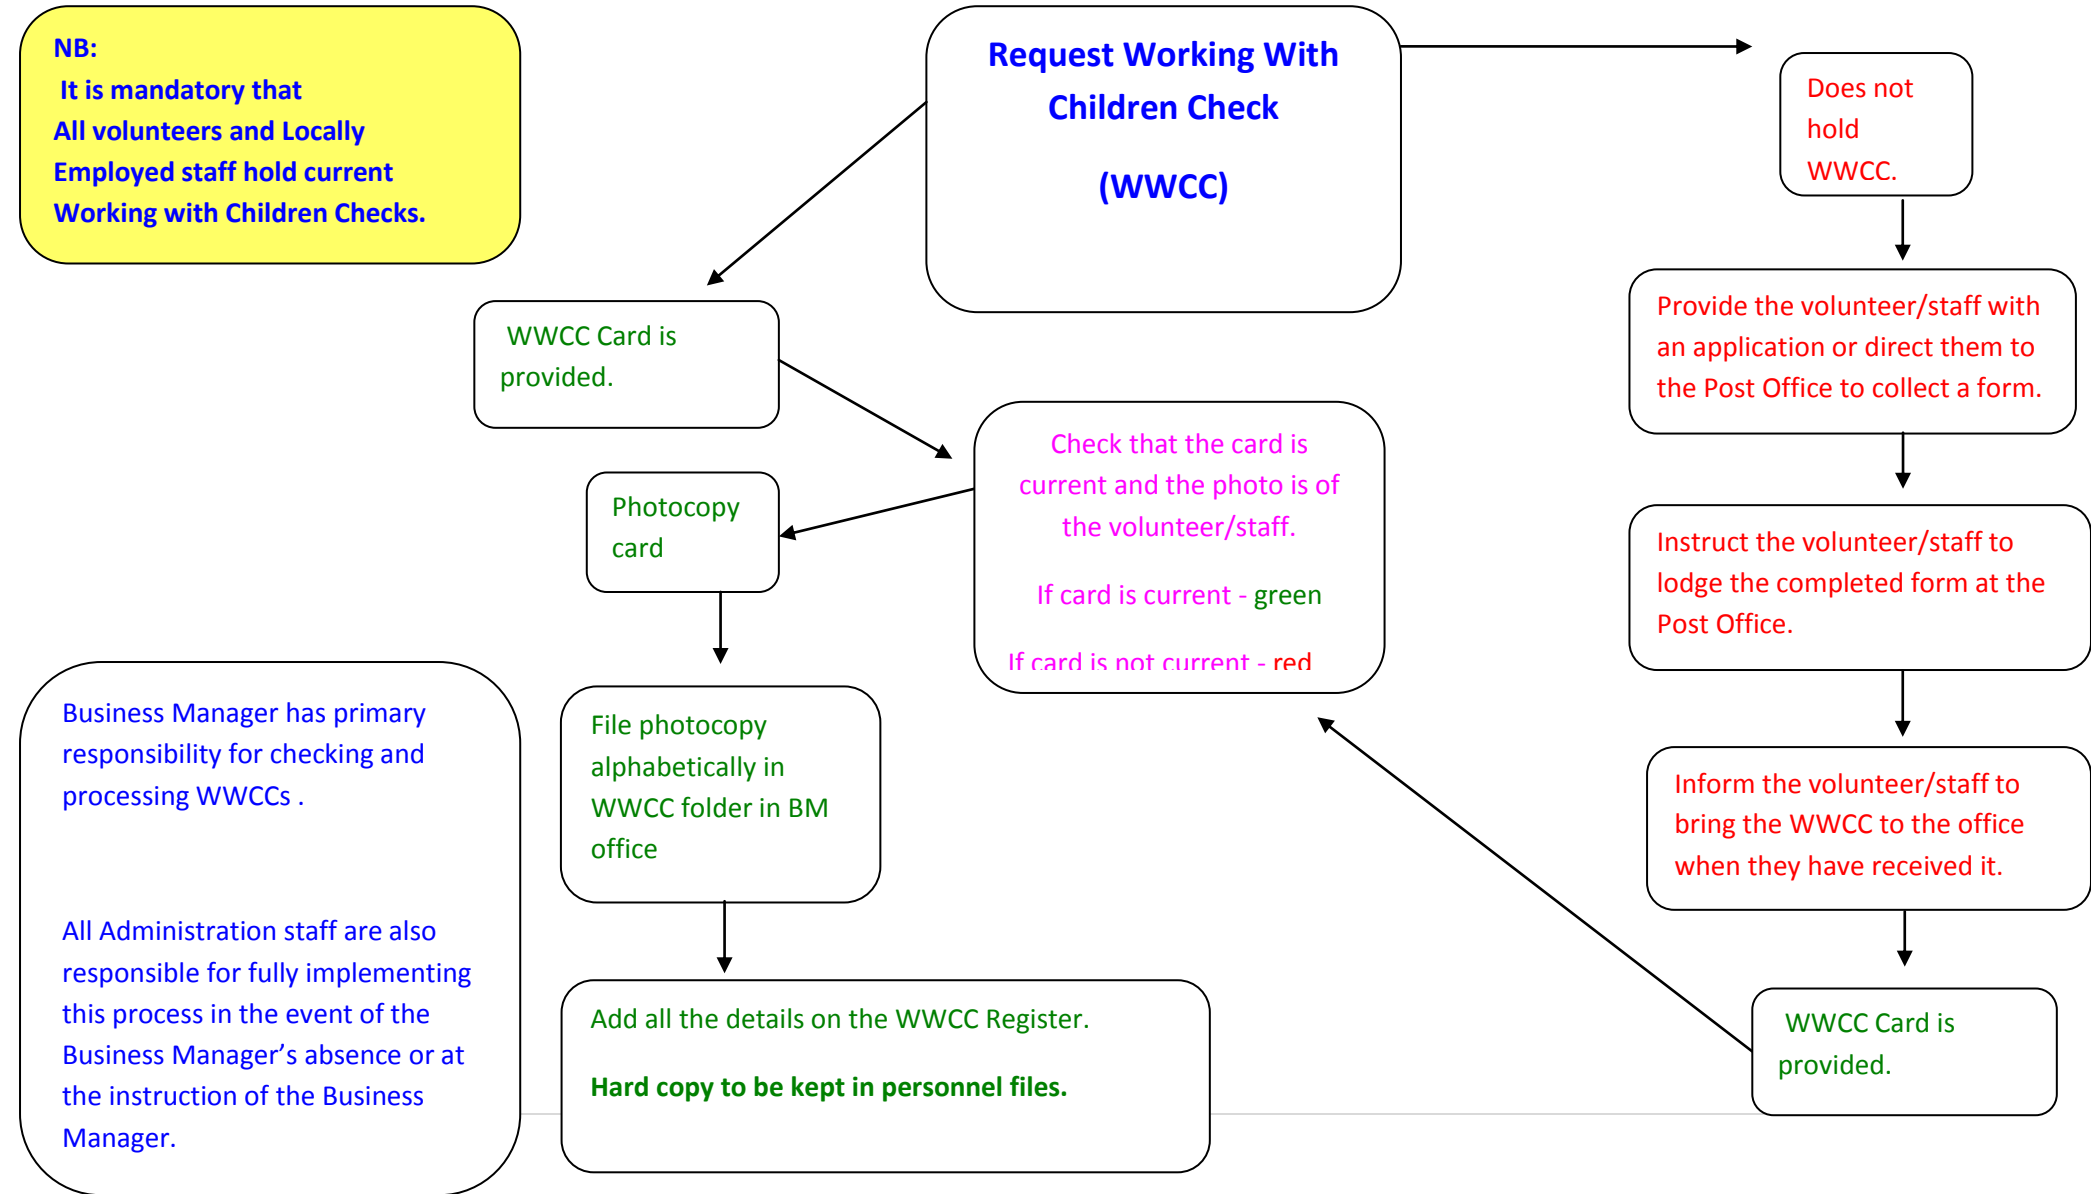 NB:
It is mandatory that
All volunteers and Locally
Employed staff hold current
Working with Children Checks.
Request Working With
Children Check
(WWCC)
Does not
hold
WWCC.
WWCC Card is
provided.
Provide the volunteer/staff with
an application or direct them to
the Post Office to collect a form.
Check that the card is
current and the photo is of
the volunteer/staff.
If card is current - green
If card is not current - red
Photocopy
card
Instruct the volunteer/staff to
lodge the completed form at the
Post Office.
File photocopy
alphabetically in
WWCC folder in BM
office
Inform the volunteer/staff to
bring the WWCC to the office
when they have received it.
Business Manager has primary
responsibility for checking and
processing WWCCs .
All Administration staff are also
responsible for fully implementing
this process in the event of the
Business Manager’s absence or at
the instruction of the Business
Manager.
Add all the details on the WWCC Register.
Hard copy to be kept in personnel files.
WWCC Card is
provided.